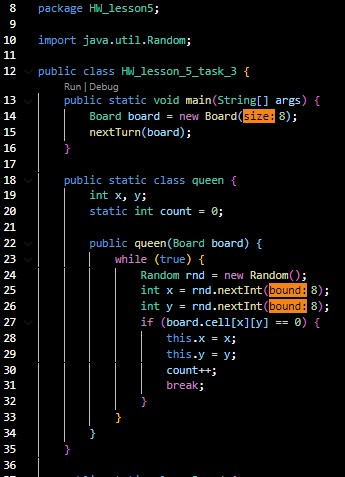 8 package HW_lesson5;
9
10 import java.util.Random;
11
12 public class HW_lesson_5_task_3 {
Run | Debug
13 public static void main(String[] args) {
14 Board board = new Board(size: 8);
15 nextTurn(board);
16 }
17
18 public static class queen {
19 int x, y;
20 static int count = 0;
21
22 public queen(Board board) {
23 while (true) {
24 Random rnd = new Random();
25 int x = rnd.nextInt(bound: 8);
26 int y = rnd.nextInt(bound: 8);
27 if (board.cell[x][y] == 0) {
28 this.x = x;
29 this.y = y;
30 count++;
31 break;
32 }
33 }
34 }
35 }
36